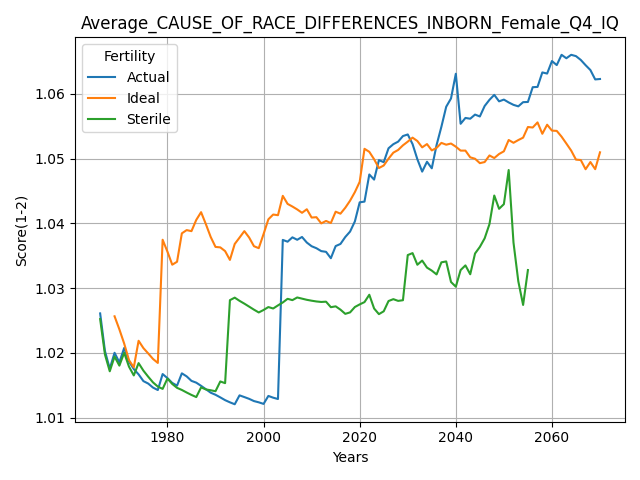 Average_CAUSE_OF_RACE_DIFFERENCES_INBORN_Female_Q4_IQ
Fertility
Actual
Ideal
Sterile
Score(1-2)
1.06
1.05
1.04
1.03
1.02
1.01
1980
2000
2020
2040
2060
Years